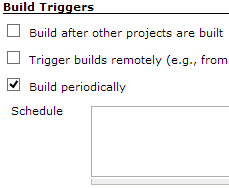 Build Triggers
Build after other projects are built
Trigger builds remotely (e.g., from
Build periodically
Schedule